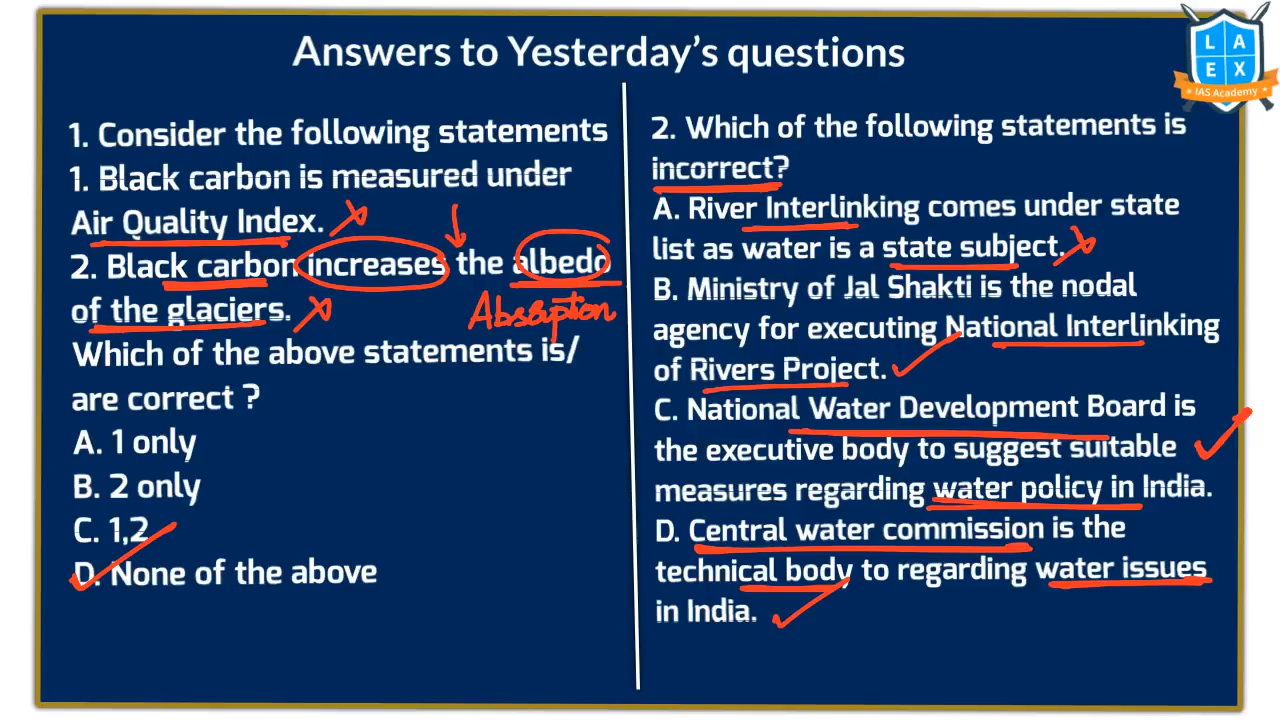 Answers to Yesterday's questions
L A
E X
IAS Academy
1. Consider the following statements
1. Black carbon is measured under
Air Quality Index.
2. Black carbon increases the albedo
of the glaciers.
Absorption
Which of the above statements is/
are correct ?
A. 1 only
B. 2 only
C. 1,2
D. None of the above
2. Which of the following statements is
incorrect?
A. River Interlinking comes under state
list as water is a state subject.
B. Ministry of Jal Shakti is the nodal
agency for executing National Interlinking
of Rivers Project.
C. National Water Development Board is
the executive body to suggest suitable
measures regarding water policy in India.
D. Central water commission is the
technical body to regarding water issues
in India.